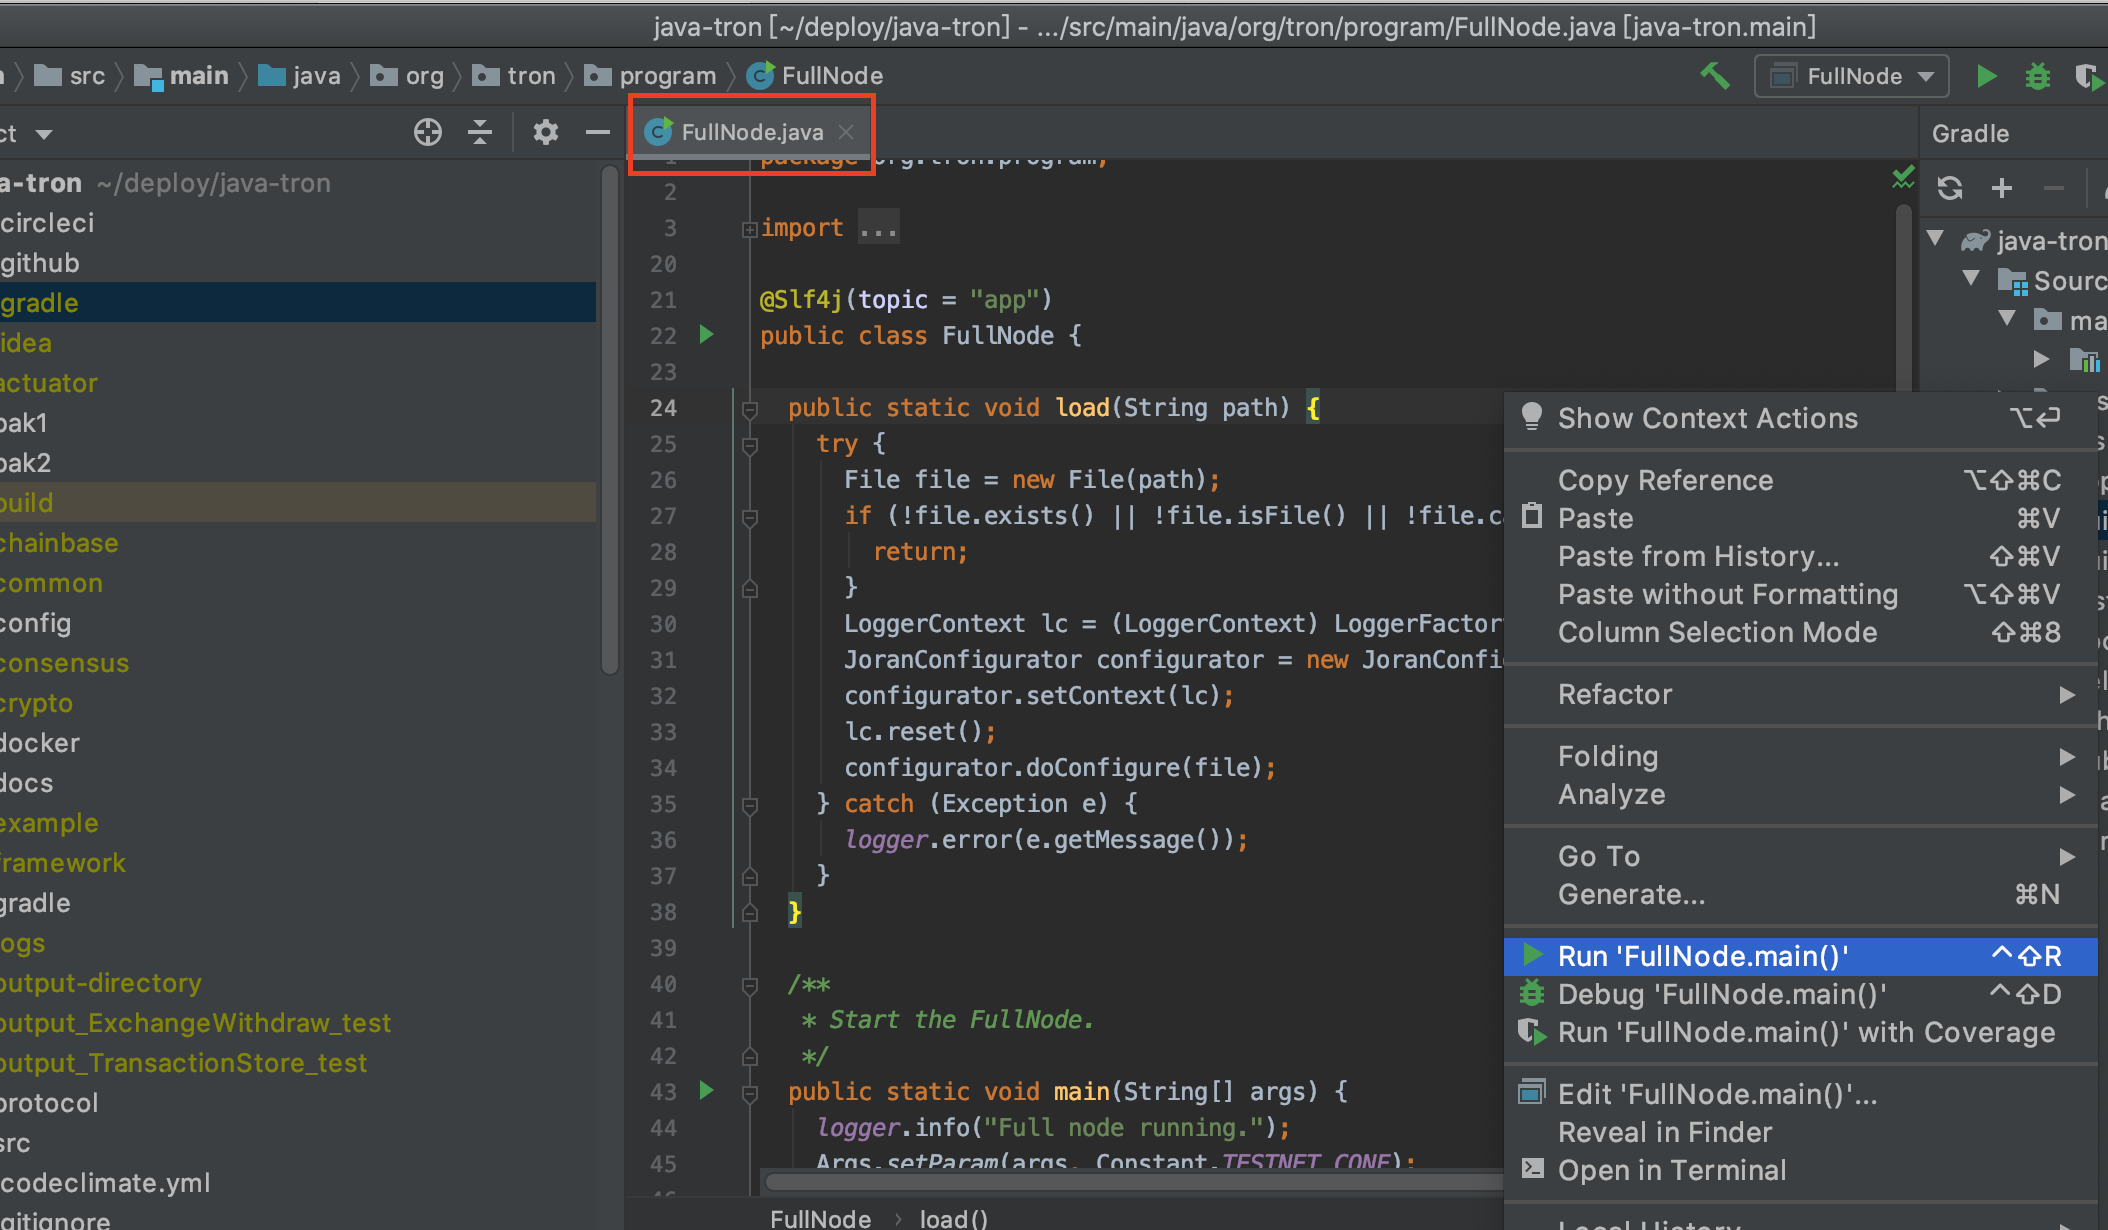 java-tron [~/deploy/java-tron] - .../src/main/java/org/tron/program/FullNode.java [java-tron.main]
src main java org tron program FullNode
FullNode
ct
FullNode.java
Gradle
a-tron ~/deploy/java-tron
circleci
github
gradle
idea
actuator
bak1
bak2
build
chainbase
common
config
consensus
crypto
docker
docs
example
framework
gradle
logs
output-directory
output_ExchangeWithdraw_test
output_TransactionStore_test
protocol
src
codeclimate.yml
gitignore
1 package org.tron.program;
2
3 import ...
20
21 @Slf4j(topic = "app")
22 public class FullNode {
23
24 public static void load(String path) {
25 try {
26 File file = new File(path);
27 if (!file.exists() || !file.isFile() || !file.c
28 return;
29 }
30 LoggerContext lc = (LoggerContext) LoggerFactor
31 JoranConfigurator configurator = new JoranConfi
32 configurator.setContext(lc);
33 lc.reset();
34 configurator.doConfigure(file);
35 } catch (Exception e) {
36 logger.error(e.getMessage());
37 }
38 }
39
40 /**
41 * Start the FullNode.
42 */
43 public static void main(String[] args) {
44 logger.info("Full node running.");
45 Args.setParam(args, Constant.TESTNET_CONF);
46
FullNode › load()
java-tron
Sourc
ma
Show Context Actions ⌥⏎
Copy Reference ⌥⇧⌘C
Paste ⌘V
Paste from History... ⇧⌘V
Paste without Formatting ⌥⇧⌘V
Column Selection Mode ⇧⌘8
Refactor
Folding
Analyze
Go To
Generate... ⌘N
Run 'FullNode.main()' ^⇧R
Debug 'FullNode.main()' ^⇧D
Run 'FullNode.main()' with Coverage
Edit 'FullNode.main()'...
Reveal in Finder
Open in Terminal
Local History